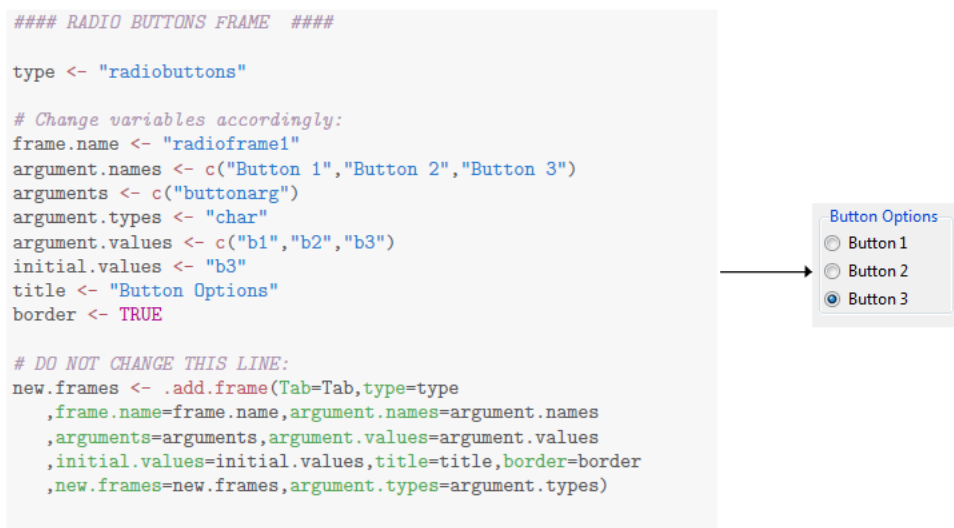 #### RADIO BUTTONS FRAME  ####
type <- "radiobuttons"
# Change variables accordingly:
frame.name <- "radioframe1"
argument.names <- c("Button 1","Button 2","Button 3")
arguments <- c("buttonarg")
argument.types <- "char"
argument.values <- c("b1","b2","b3")
initial.values <- "b3"
title <- "Button Options"
border <- TRUE
# DO NOT CHANGE THIS LINE:
new.frames <- .add.frame(Tab=Tab,type=type
,frame.name=frame.name,argument.names=argument.names
,arguments=arguments,argument.values=argument.values
,initial.values=initial.values,title=title,border=border
,new.frames=new.frames,argument.types=argument.types)
Button Options
Button 1
Button 2
Button 3